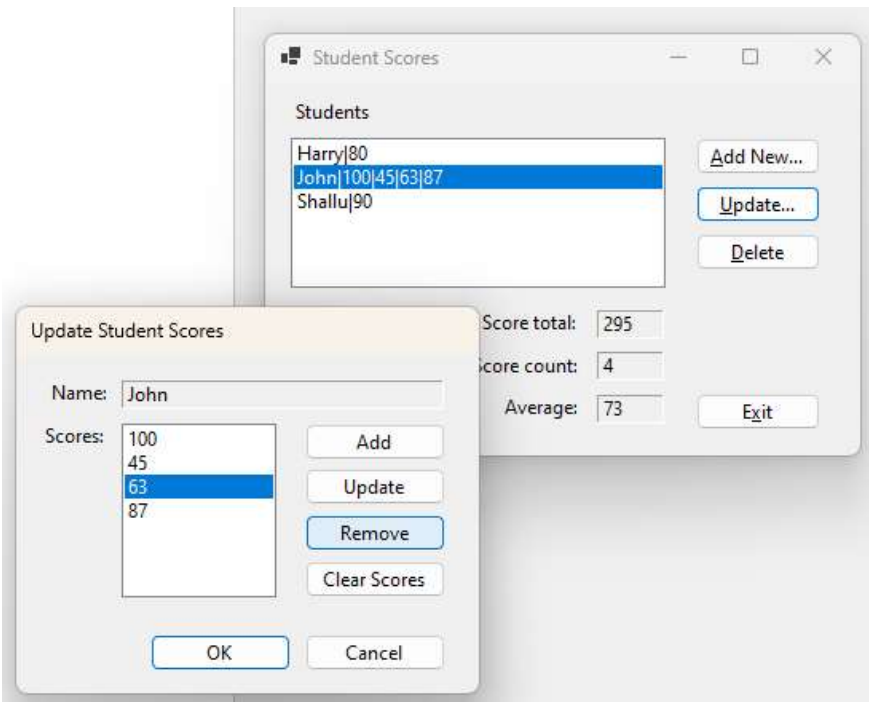 Student Scores
Students
Harry|80
John|100|45|63|87
Shallu|90
Add New...
Update...
Delete
Score total: 295
Score count: 4
Average: 73
Exit
Update Student Scores
Name: John
Scores: 100
45
63
87
Add
Update
Remove
Clear Scores
OK
Cancel